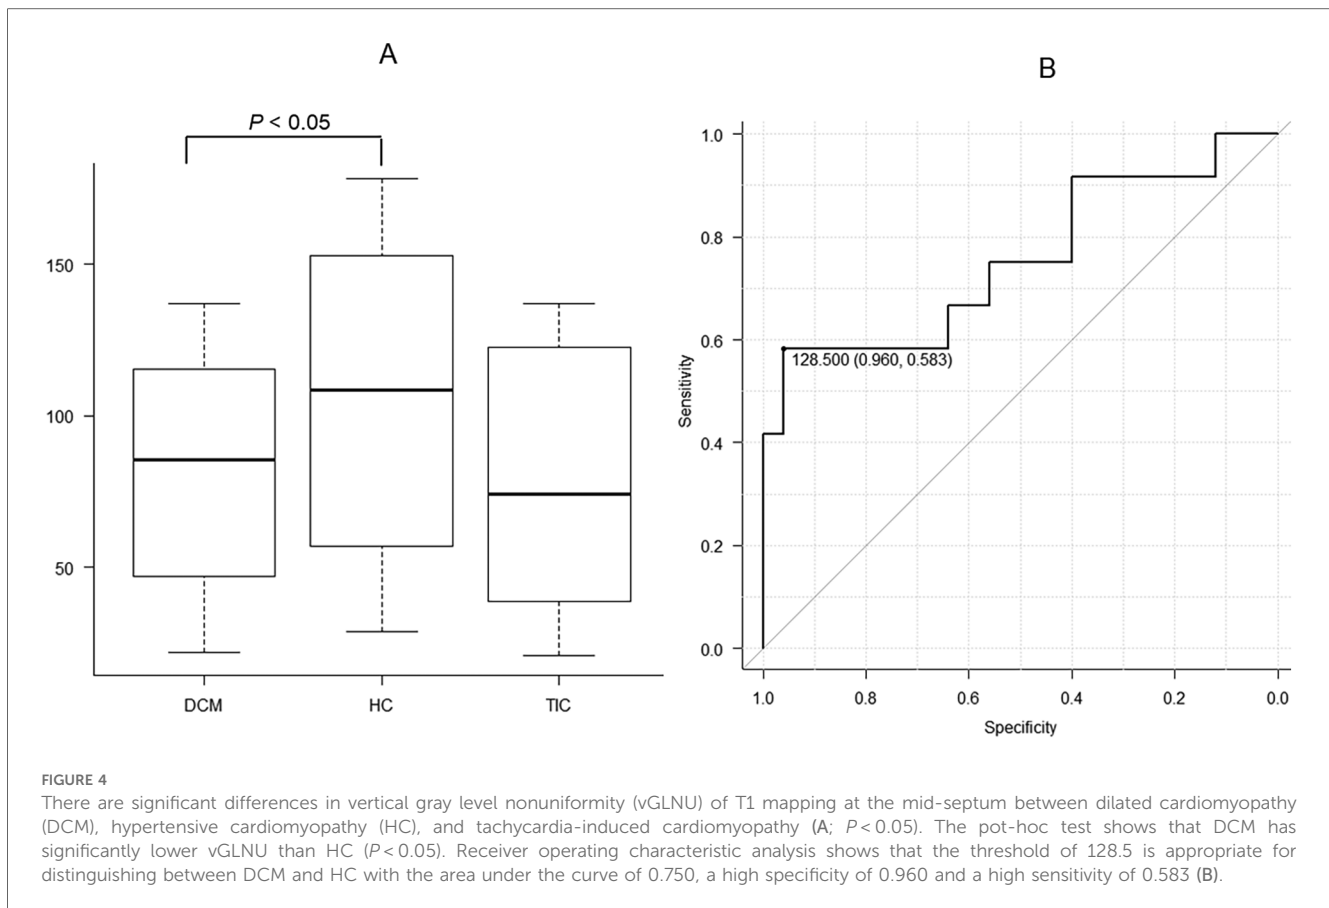 A
P < 0.05
150
100
50
DCM HC TIC
B
1.0
0.8
0.6
0.4
0.2
0.0
Sensitivity
128.500 (0.960, 0.583)
1.0 0.8 0.6 0.4 0.2 0.0
Specificity
FIGURE 4
There are significant differences in vertical gray level nonuniformity (vGLNU) of T1 mapping at the mid-septum between dilated cardiomyopathy
(DCM), hypertensive cardiomyopathy (HC), and tachycardia-induced cardiomyopathy (A; P < 0.05). The pot-hoc test shows that DCM has
significantly lower vGLNU than HC (P < 0.05). Receiver operating characteristic analysis shows that the threshold of 128.5 is appropriate for
distinguishing between DCM and HC with the area under the curve of 0.750, a high specificity of 0.960 and a high sensitivity of 0.583 (B).